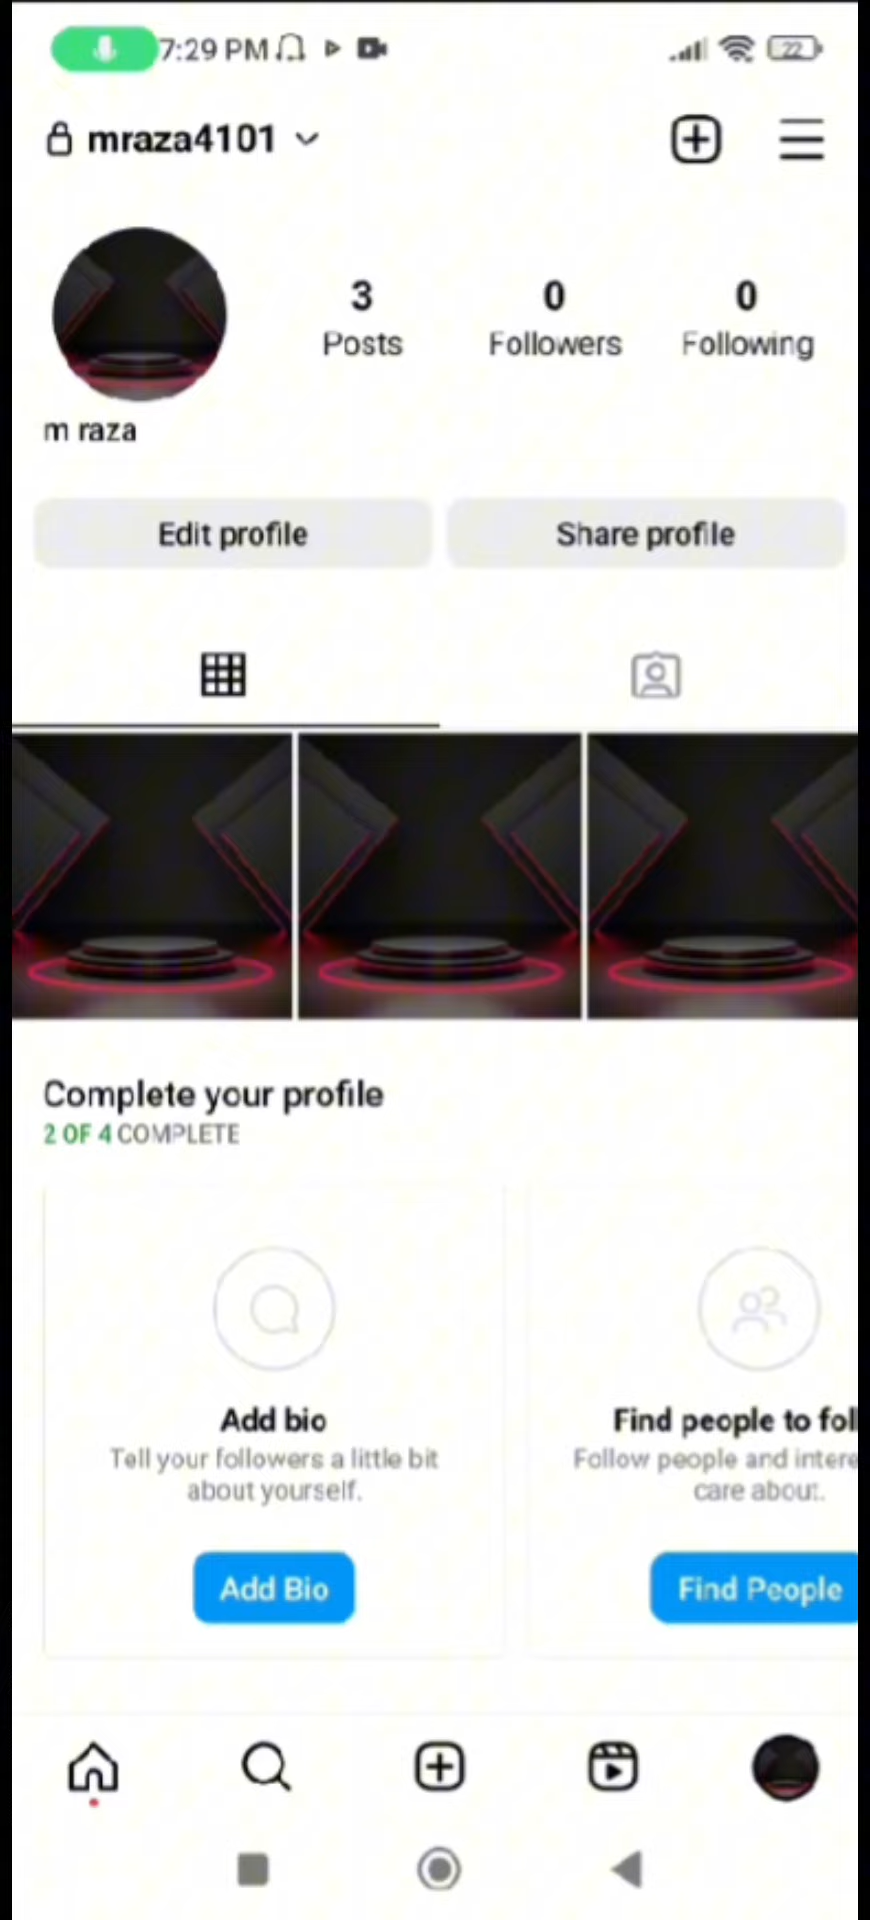 7:29 PM
22
mraza4101
3 0 0
Posts Followers Following
m raza
Edit profile Share profile
Complete your profile
2 OF 4 COMPLETE
Add bio
Tell your followers a little bit
about yourself.
Add Bio
Find people to fol
Follow people and intere
care about.
Find People